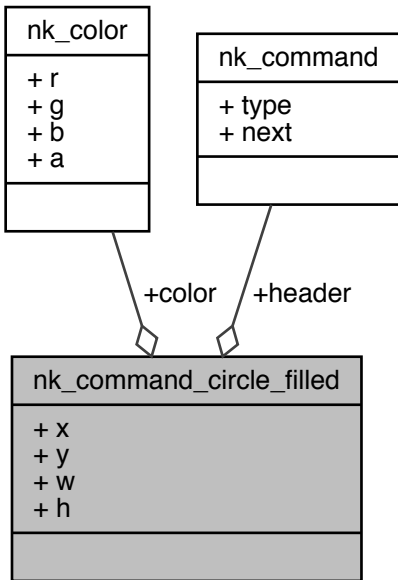 nk_color
+ r
+ g
+ b
+ a
nk_command
+ type
+ next
+color
+header
nk_command_circle_filled
+ x
+ y
+ w
+ h